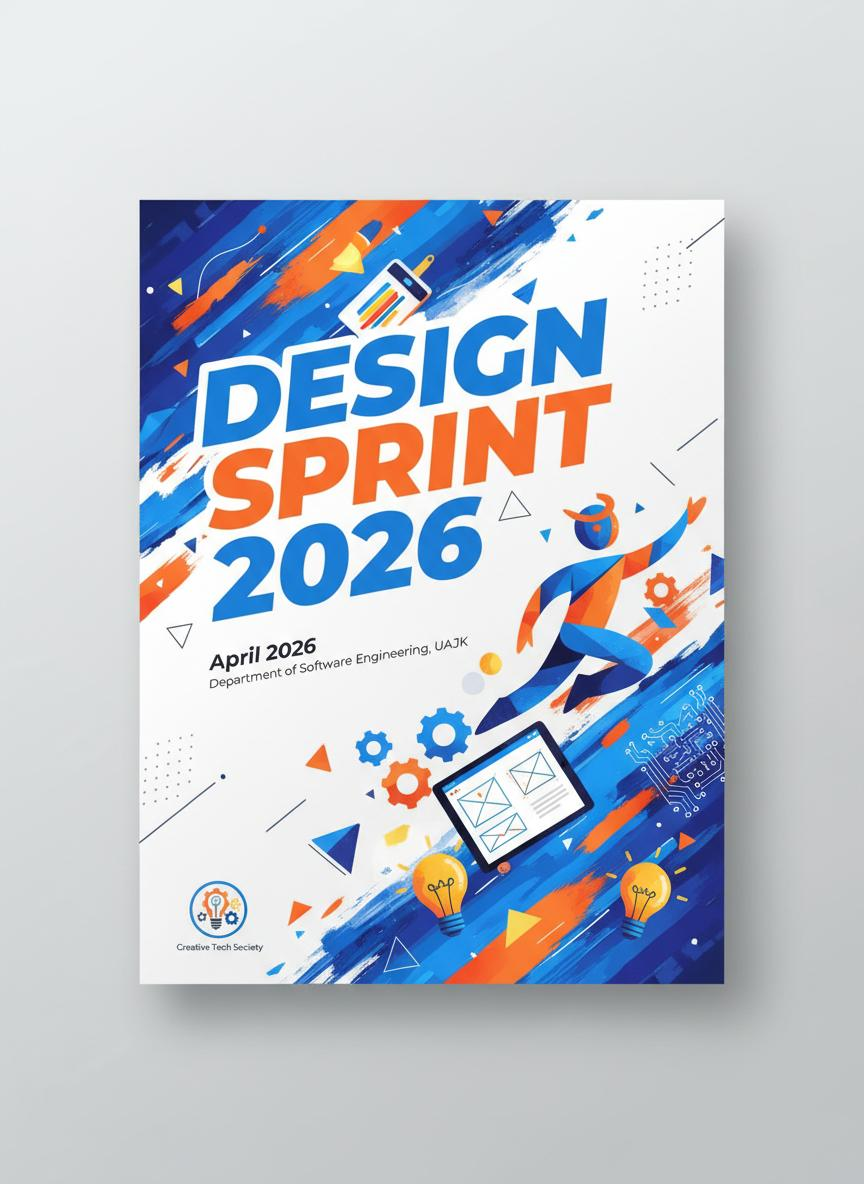 DESIGN
SPRINT
2026
April 2026
Department of Software Engineering, UAJK
Creative Tech Society